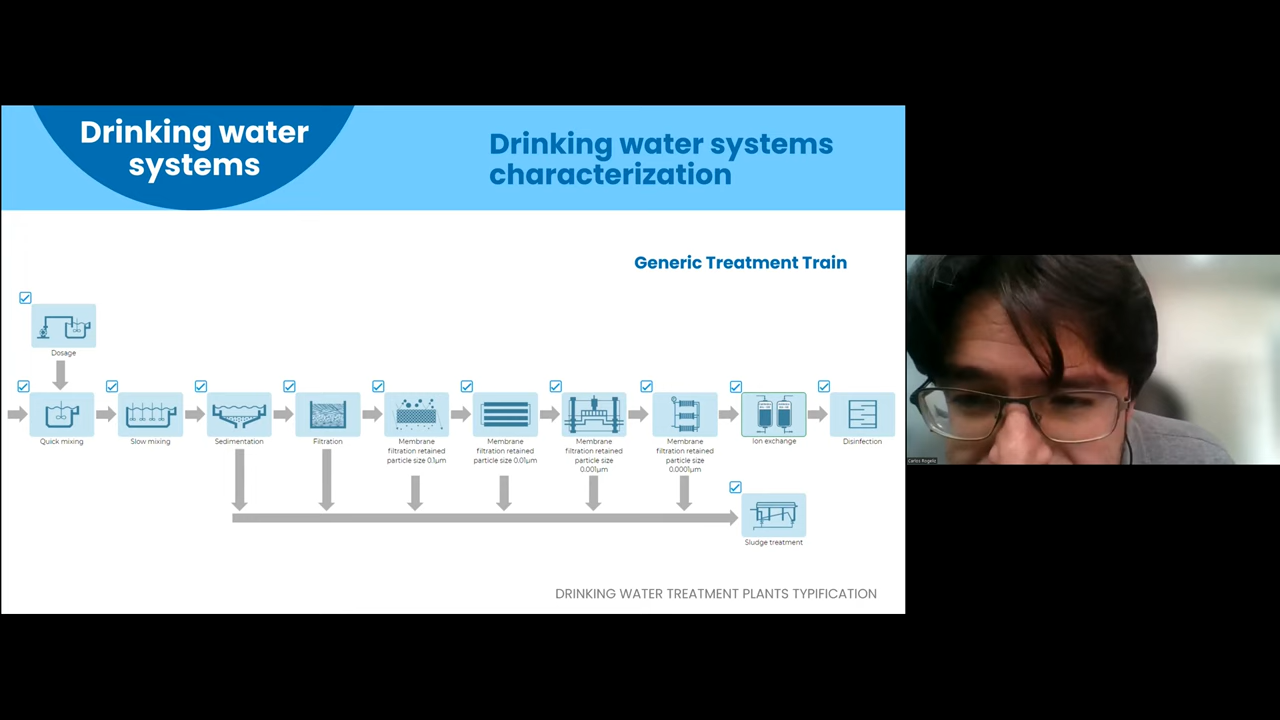 Drinking water
systems
Drinking water systems
characterization
Generic Treatment Train
Dosage
Quick mixing
Slow mixing
Sedimentation
Filtration
Membrane
filtration retained
particle size 0.1µm
Membrane
filtration retained
particle size 0.01µm
Membrane
filtration retained
particle size
0.001µm
Membrane
filtration retained
particle size
0.0001µm
Ion exchange
Disinfection
Sludge treatment
DRINKING WATER TREATMENT PLANTS TYPIFICATION
Carlos Rogelz